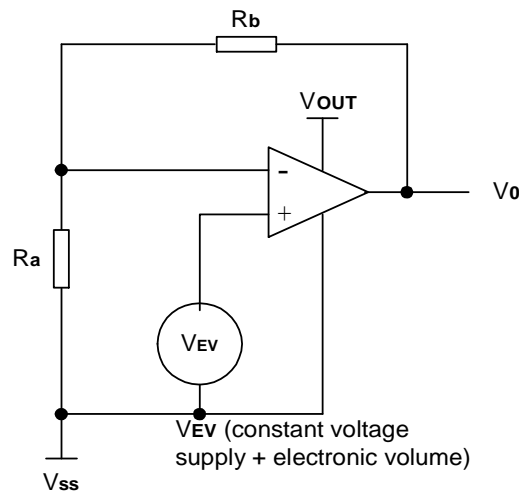 Rb
VOUT
-
V0
+
Ra
VEV
VEV (constant voltage
supply + electronic volume)
Vss